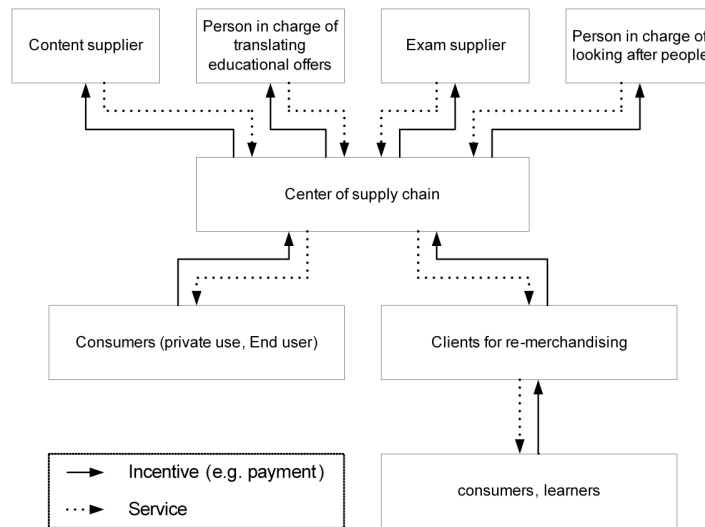 Content supplier
Person in charge of
translating
educational offers
Exam supplier
Person in charge of
looking after people
Center of supply chain
Consumers (private use, End user)
Clients for re-merchandising
Incentive (e.g. payment)
Service
consumers, learners